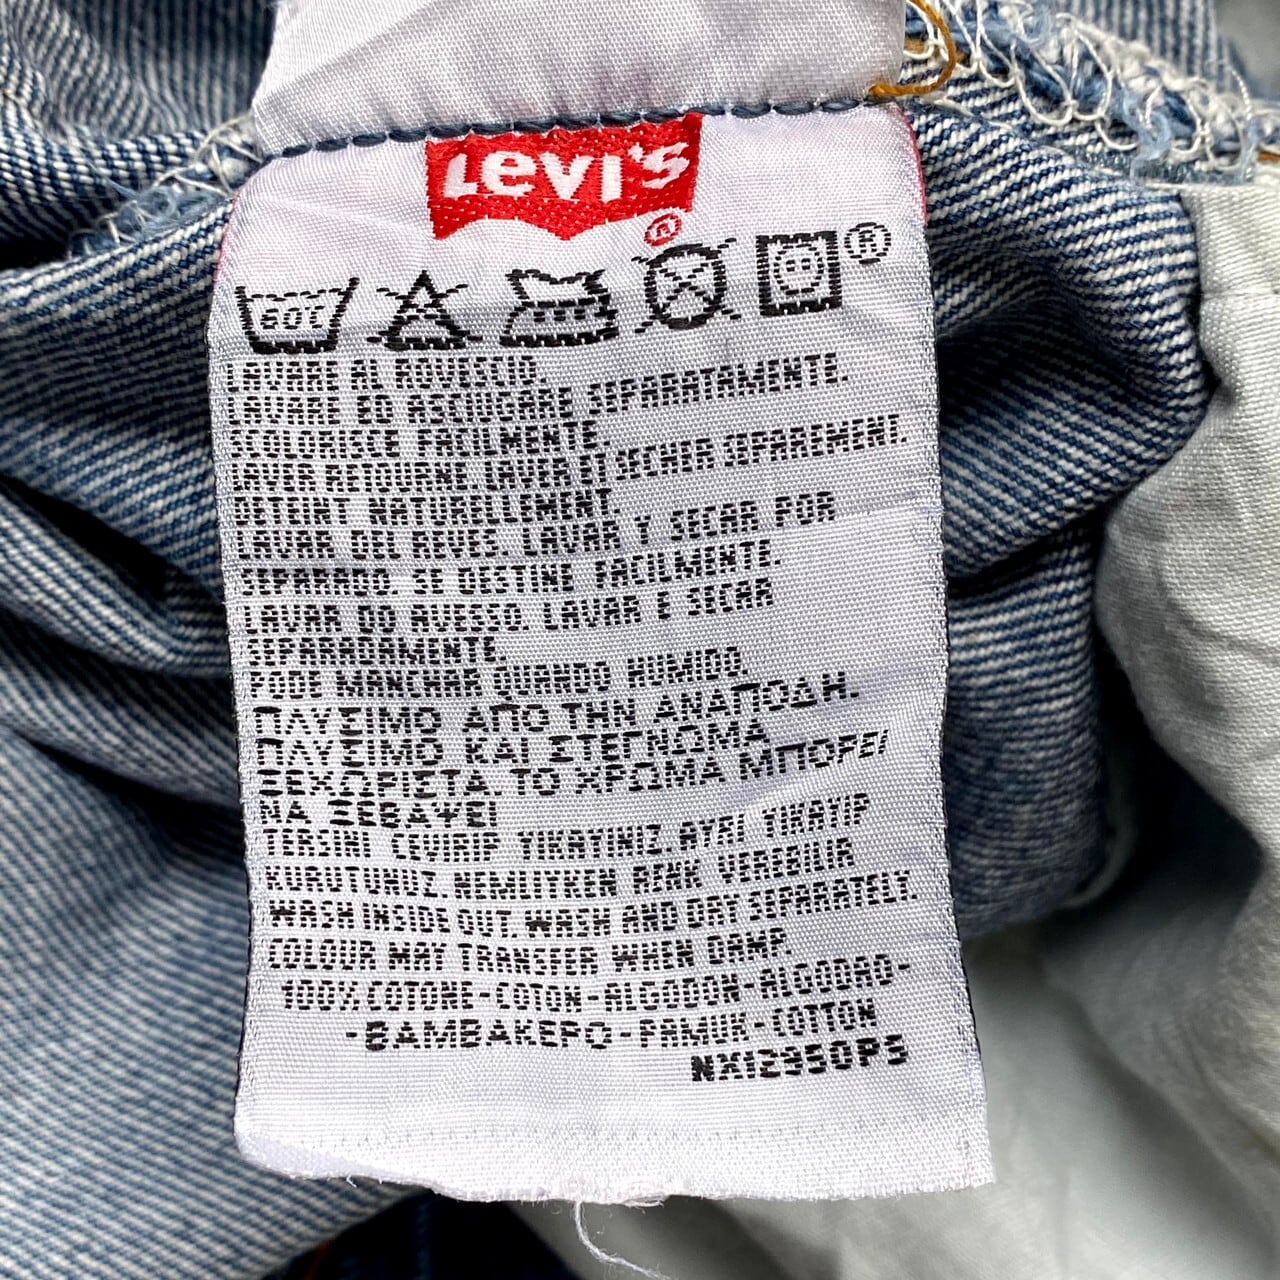 Levi's
®
60°C
®
LAVARE AL ROVESCIO.
LAVARE ED ASCIUGARE SEPARATAMENTE.
SCOLORISCE FACILMENTE.
LAVER RETOURNE LAVER ET SECHER SEPAREMENT.
DETEINT NATURELLEMENT.
LAVAR DEL REVES. LAVAR Y SECAR POR
SEPARADO. SE DESTINE FACILMENTE.
LAVAR DO AVESSO. LAVAR E SECAR
SEPARADAMENTE.
PODE MANCHAR QUANDO HUMIDO.
ΠΛΥΣΙΜΟ ΑΠΟ ΤΗΝ ΑΝΑΠΟΔΗ.
ΠΛΥΣΙΜΟ ΚΑΙ ΣΤΕΓΝΩΜΑ
ΞΕΧΩΡΙΣΤΑ. ΤΟ ΧΡΩΜΑ ΜΠΟΡΕΙ
ΝΑ ΞΕΒΑΨΕΙ
TERSINI CEVIRIP YIKAYINIZ. AYRI YIKAYIP
KURUTUNUZ. NEMLIYKEN RENK VEREBILIR
WASH INSIDE OUT. WASH AND DRY SEPARATELY.
COLOUR MAY TRANSFER WHEN DAMP.
100% COTONE-COTON-ALGODON-ALGODAO-
-ΒΑΜΒΑΚΕΡΟ-PAMUK-COTTON
NX12950PS